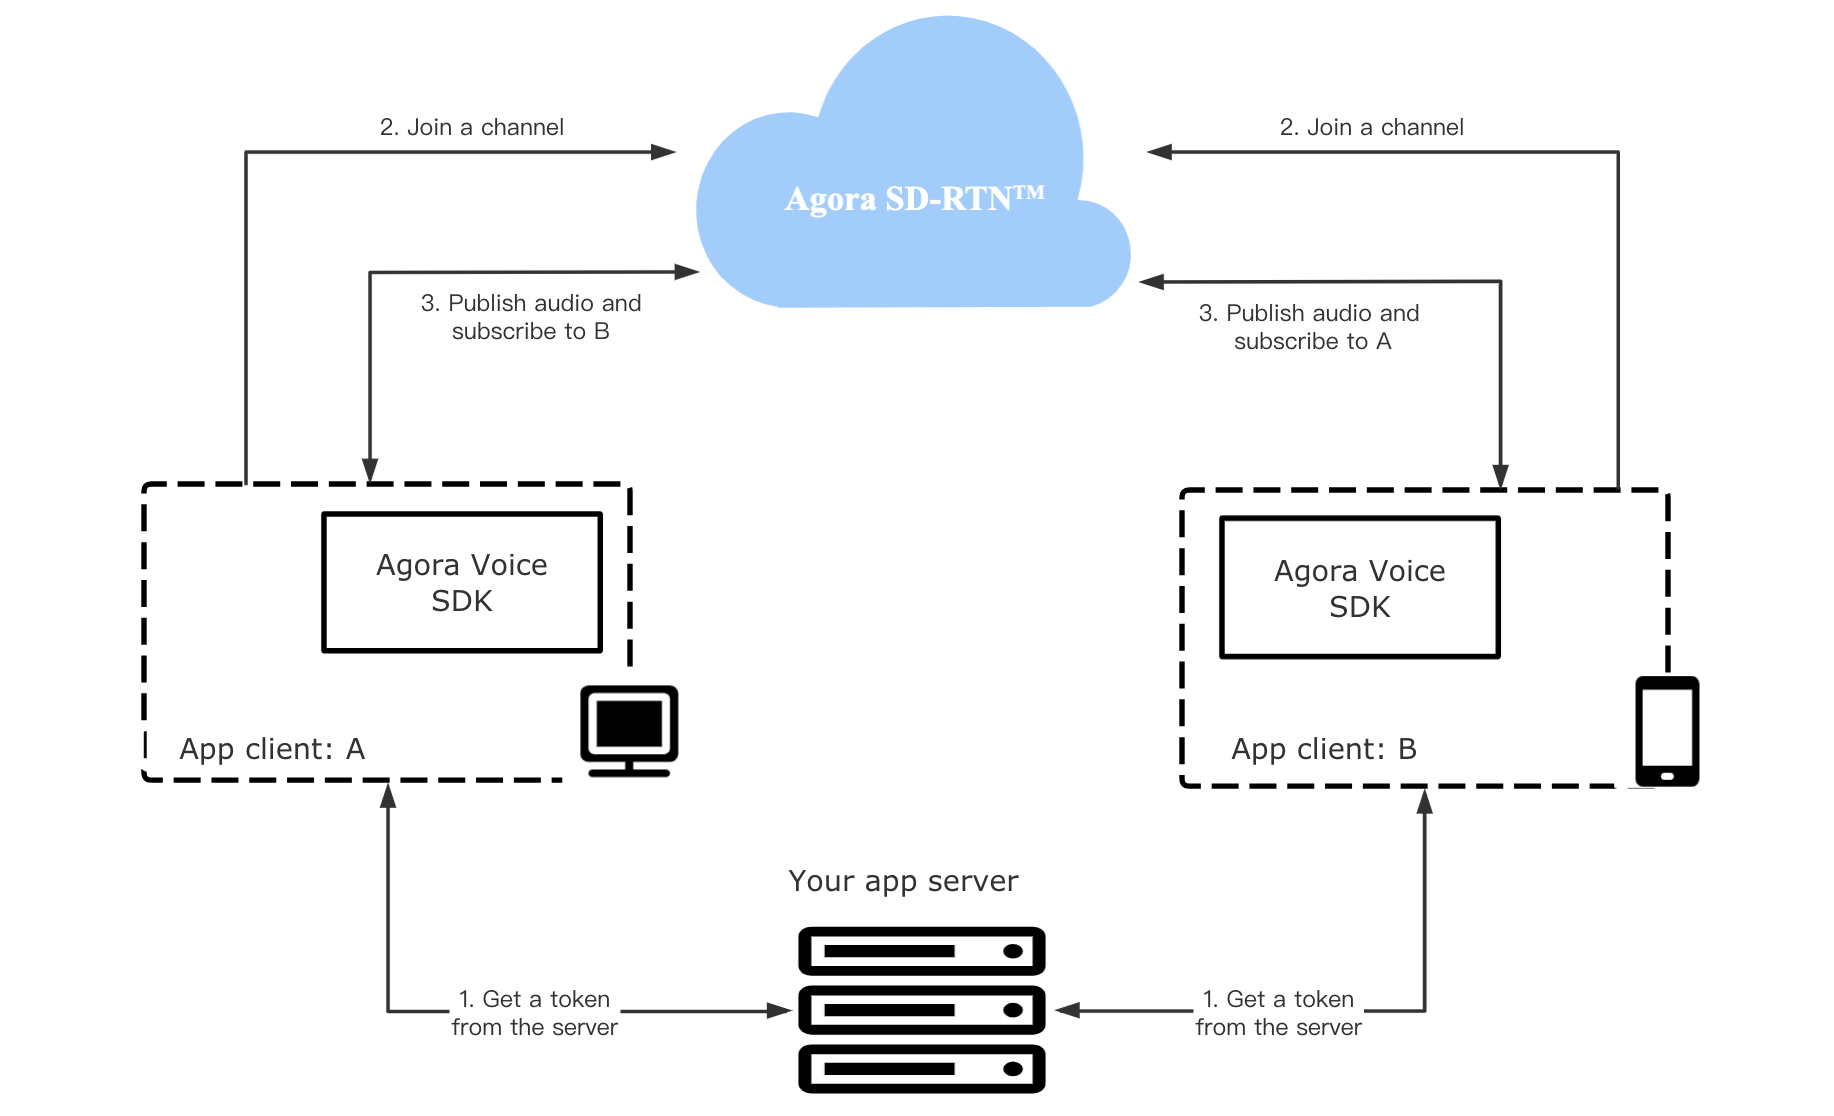 2. Join a channel
2. Join a channel
Agora SD-RTN™
3. Publish audio and
subscribe to B
3. Publish audio and
subscribe to A
Agora Voice
SDK
Agora Voice
SDK
App client: A
App client: B
Your app server
1. Get a token
from the server
1. Get a token
from the server